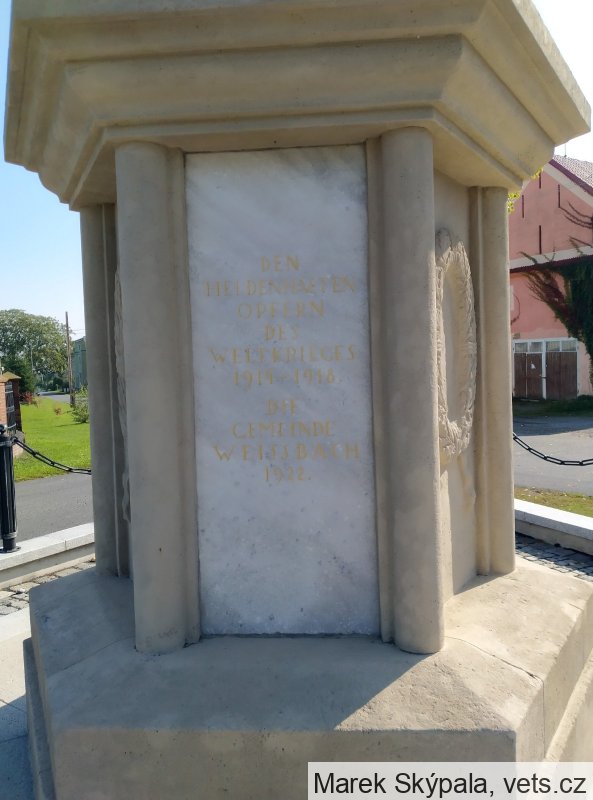 DEN
HELDENHAFTEN
OPFERN
DES
WELTKRIEGES
1914–1918.
DIE
GEMEINDE
WEISSBACH
1922.
Marek Skýpala, vets.cz